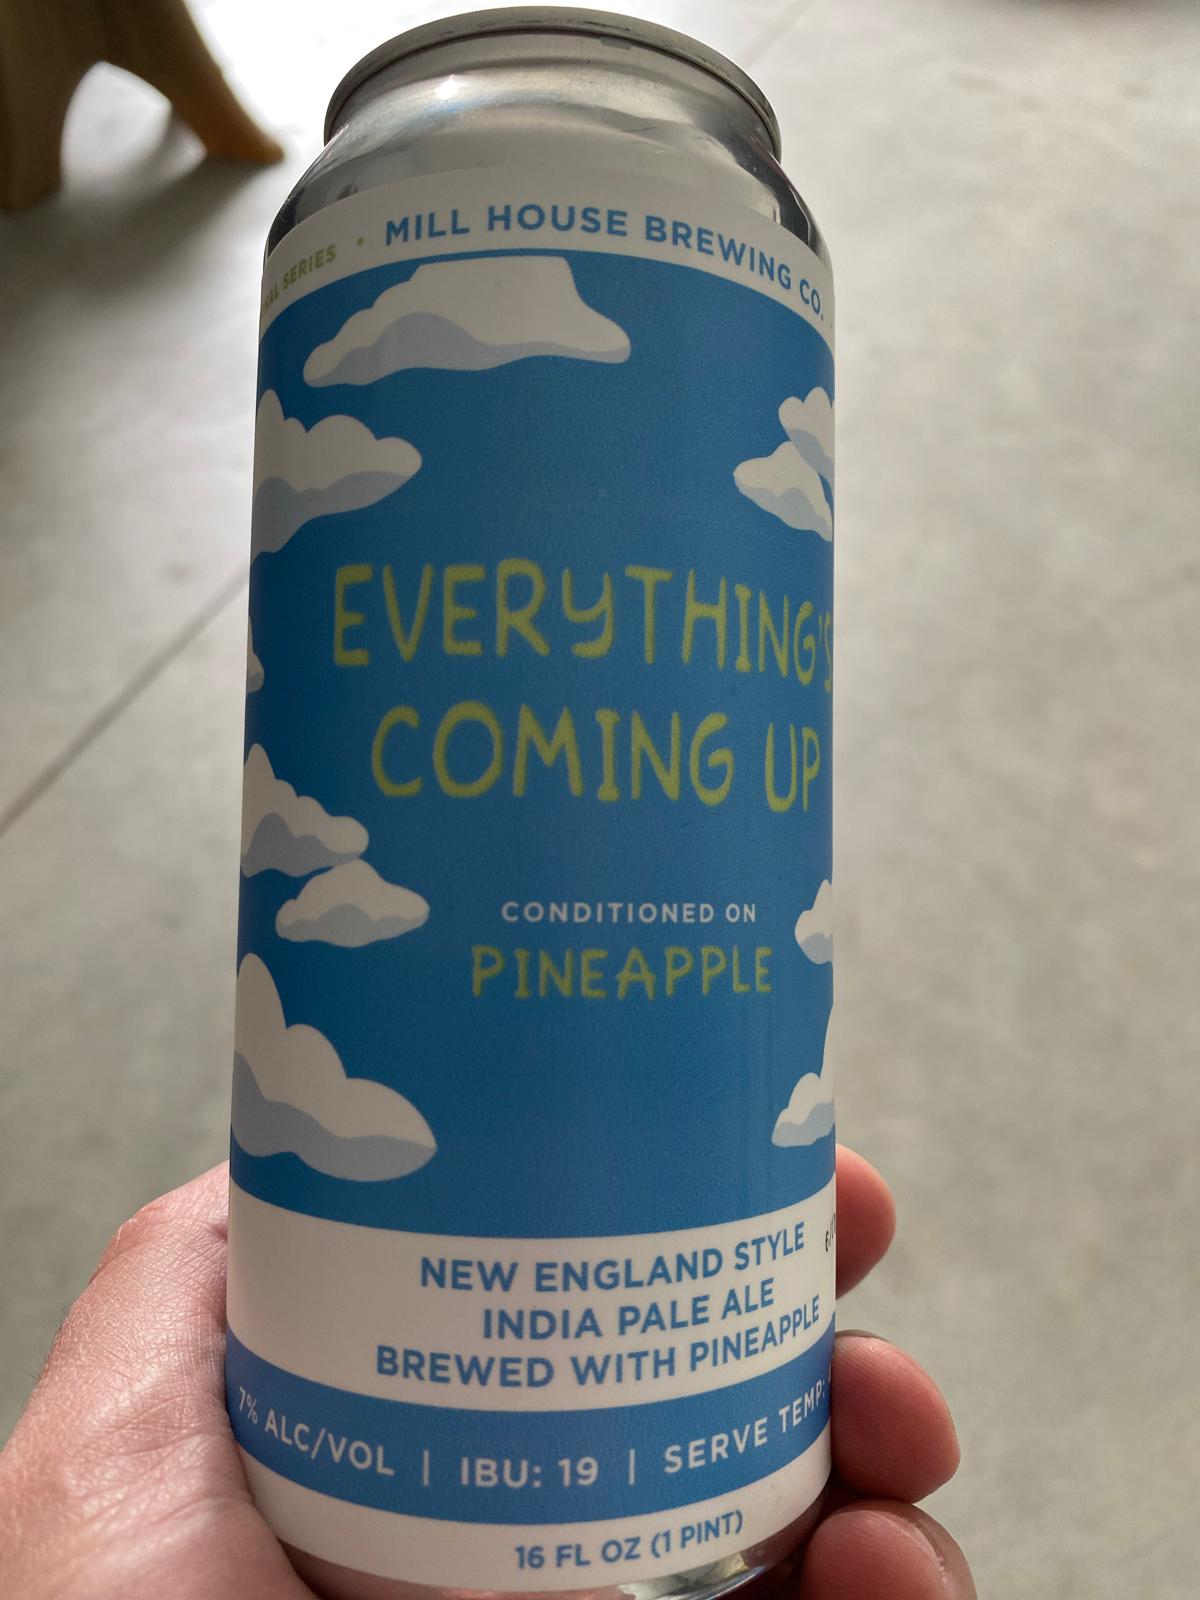 SERIES • MILL HOUSE BREWING CO.
EVERYTHING'S
COMING UP
CONDITIONED ON
PINEAPPLE
NEW ENGLAND STYLE
INDIA PALE ALE
BREWED WITH PINEAPPLE
7% ALC/VOL | IBU: 19 | SERVE TEMP:
16 FL OZ (1 PINT)